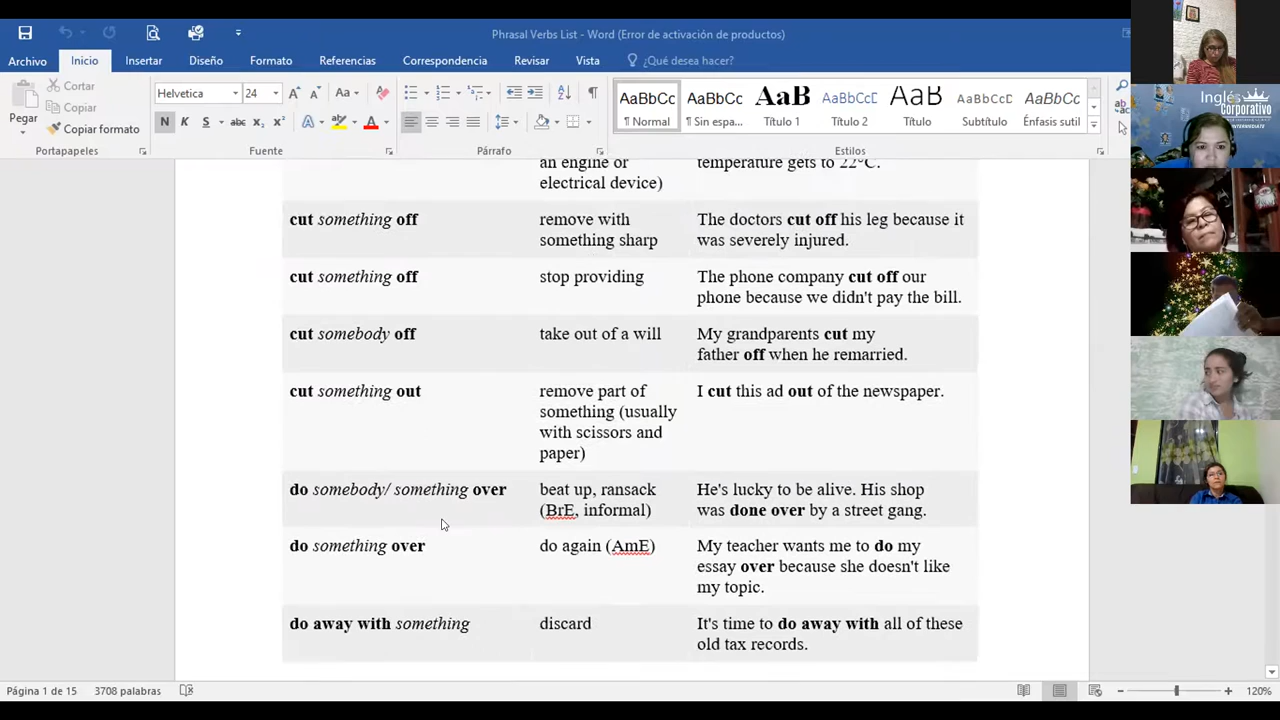 Phrasal Verbs List - Word (Error de activación de productos)
Archivo Inicio Insertar Diseño Formato Referencias Correspondencia Revisar Vista ¿Qué desea hacer?
Pegar
Cortar
Copiar
Copiar formato
Portapapeles
Helvetica 24
Fuente
Párrafo
AaBbCc AaBbCc AaB AaBbCcD AaB AaBbCcD AaBbCc
¶ Normal ¶ Sin espa... Título 1 Título 2 Título Subtítulo Énfasis sutil
Estilos
Inglés
Corporativo
INTERMEDIATE
an engine or
electrical device)
temperature gets to 22°C.
cut something off
remove with
something sharp
The doctors cut off his leg because it
was severely injured.
cut something off
stop providing
The phone company cut off our
phone because we didn't pay the bill.
cut somebody off
take out of a will
My grandparents cut my
father off when he remarried.
cut something out
remove part of
something (usually
with scissors and
paper)
I cut this ad out of the newspaper.
do somebody/ something over
beat up, ransack
(BrE, informal)
He's lucky to be alive. His shop
was done over by a street gang.
do something over
do again (AmE)
My teacher wants me to do my
essay over because she doesn't like
my topic.
do away with something
discard
It's time to do away with all of these
old tax records.
Página 1 de 15 3708 palabras 120%